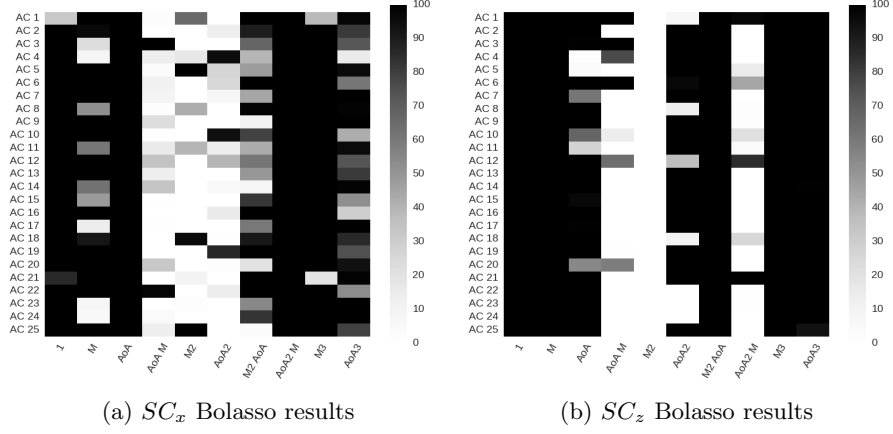 AC 1
AC 2
AC 3
AC 4
AC 5
AC 6
AC 7
AC 8
AC 9
AC 10
AC 11
AC 12
AC 13
AC 14
AC 15
AC 16
AC 17
AC 18
AC 19
AC 20
AC 21
AC 22
AC 23
AC 24
AC 25
1 M AoA AoA M M2 AoA2 M2 AoA AoA2 M M3 AoA3
100
90
80
70
60
50
40
30
20
10
0
(a) SCx Bolasso results
AC 1
AC 2
AC 3
AC 4
AC 5
AC 6
AC 7
AC 8
AC 9
AC 10
AC 11
AC 12
AC 13
AC 14
AC 15
AC 16
AC 17
AC 18
AC 19
AC 20
AC 21
AC 22
AC 23
AC 24
AC 25
1 M AoA AoA M M2 AoA2 M2 AoA AoA2 M M3 AoA3
100
90
80
70
60
50
40
30
20
10
0
(b) SCz Bolasso results